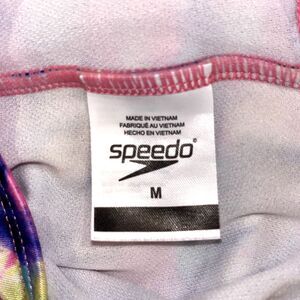 MADE IN VIETNAM
FABRIQUÉ AU VIETNAM
HECHO EN VIETNAM
speedo®
M